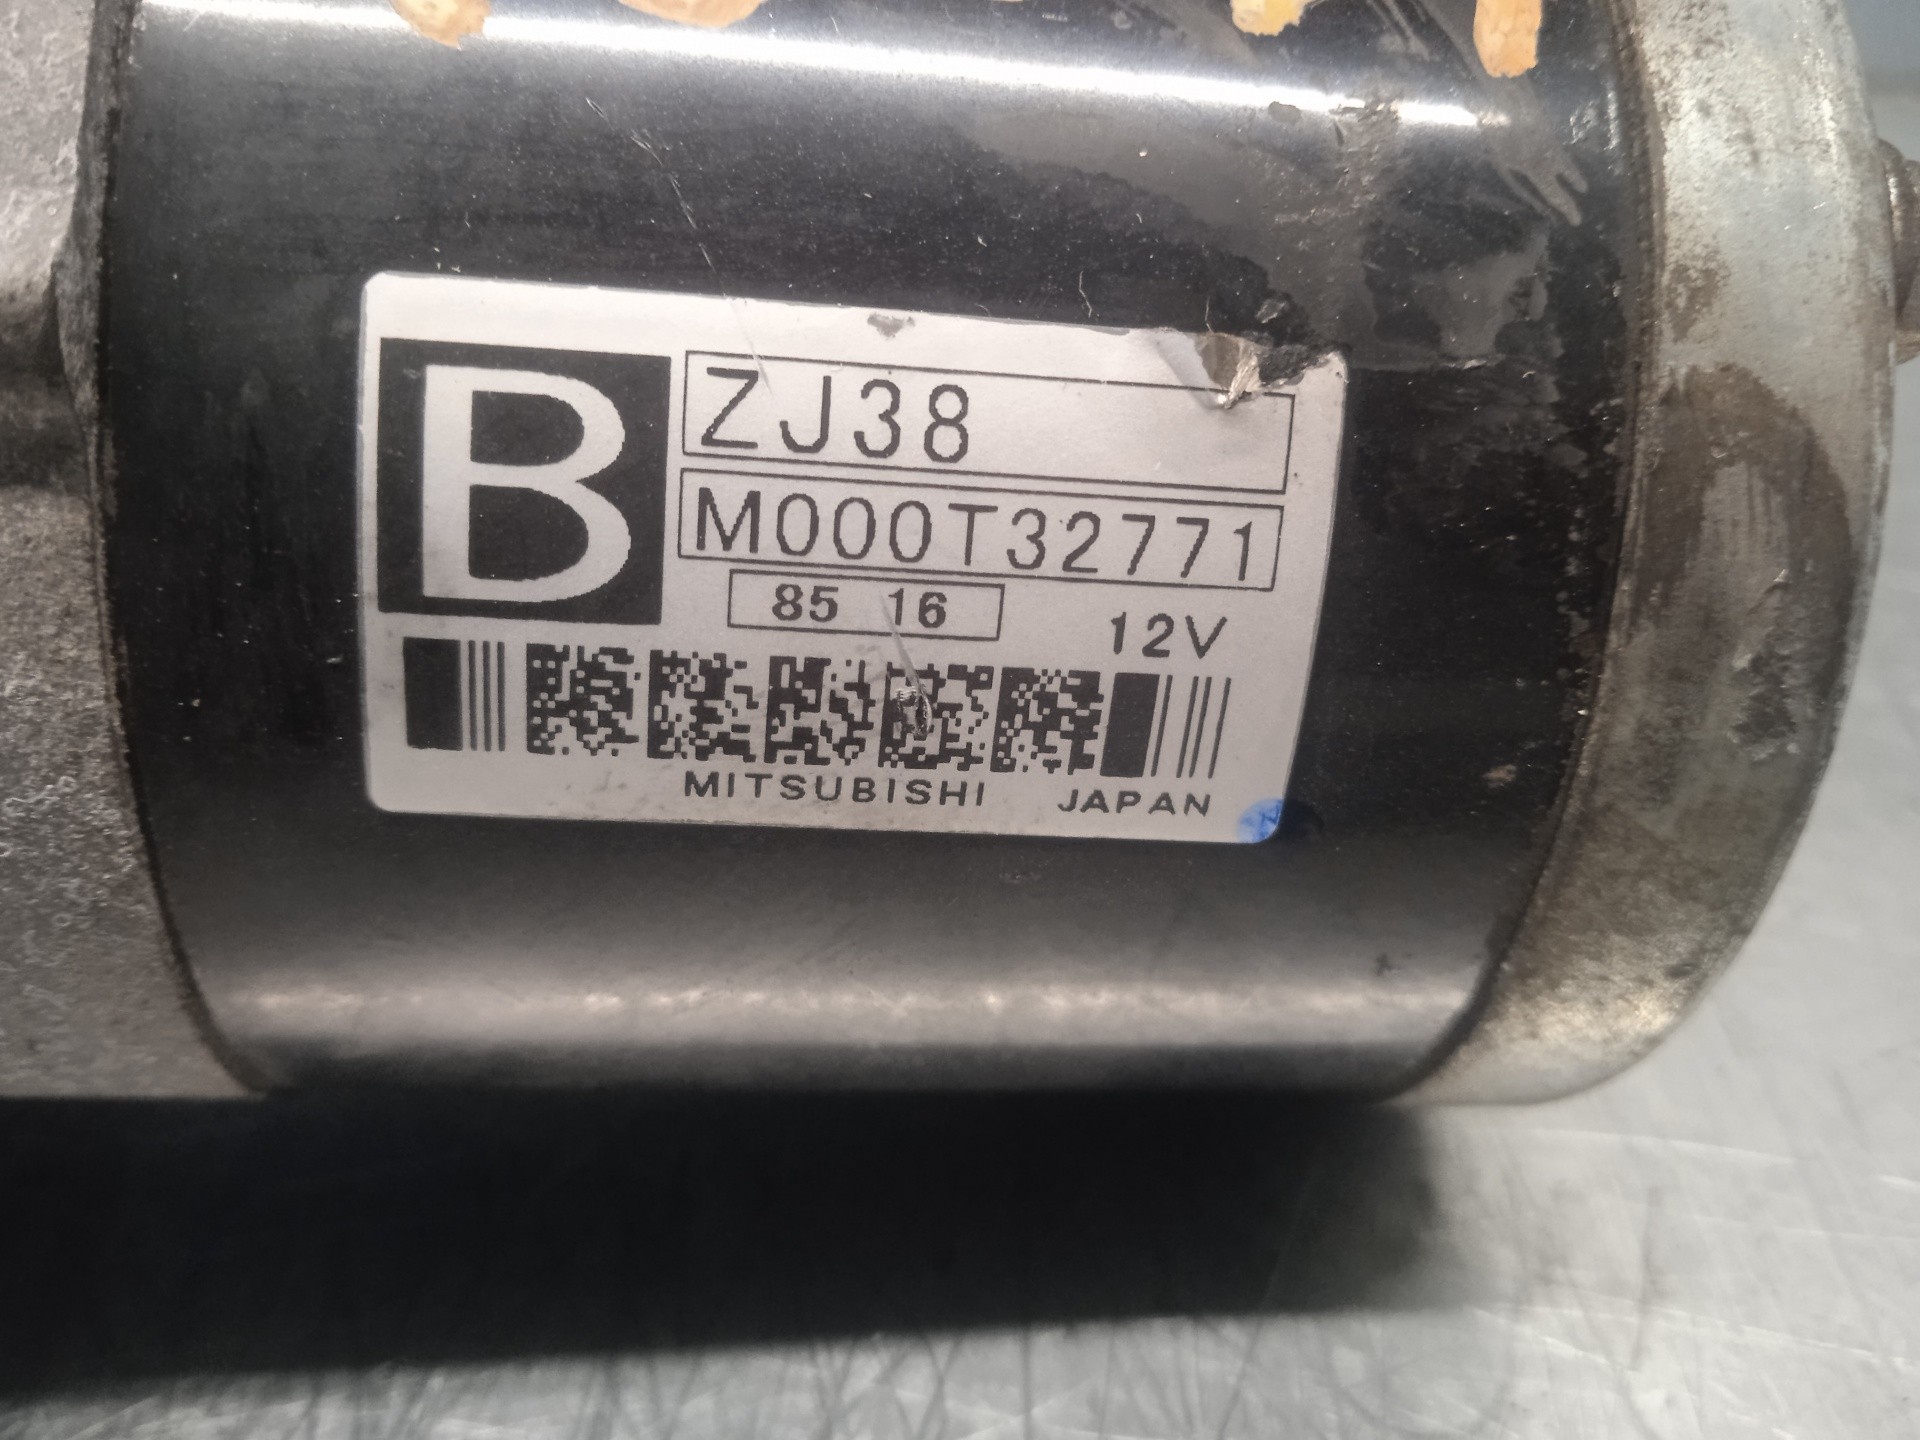 B
ZJ38
M000T32771
85 16
12V
MITSUBISHI JAPAN